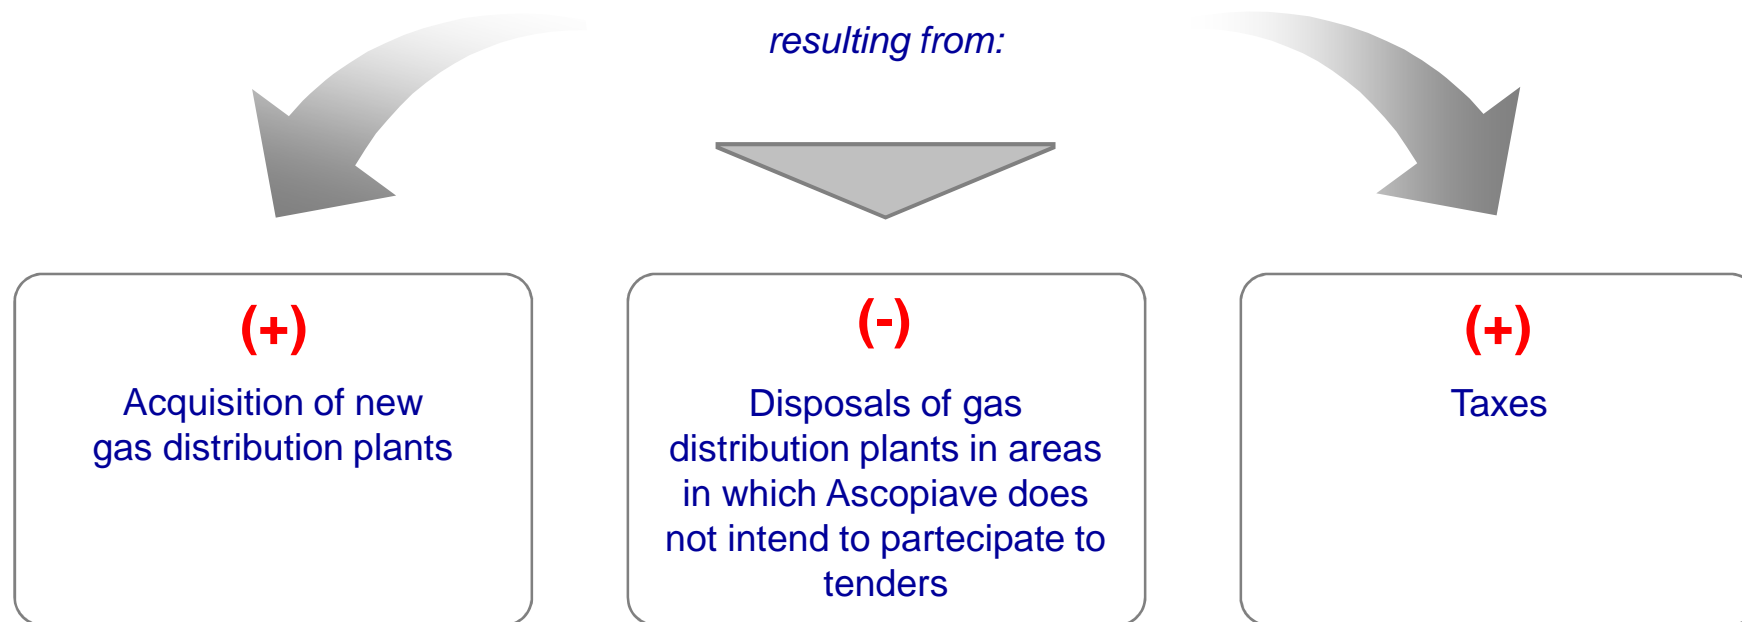 resulting from:
(+)
Acquisition of new
gas distribution plants
(-)
Disposals of gas
distribution plants in areas
in which Ascopiave does
not intend to partecipate to
tenders
(+)
Taxes